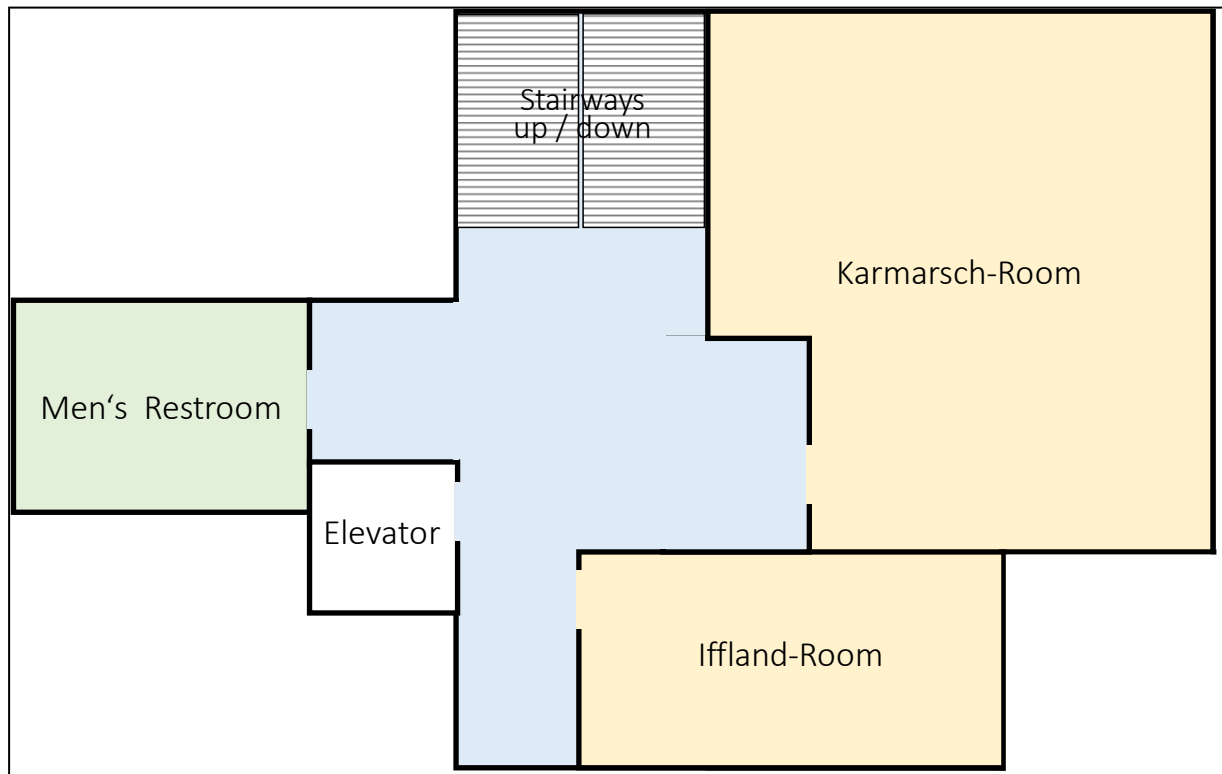 Stairways
up / down
Karmarsch-Room
Men‘s Restroom
Elevator
Iffland-Room